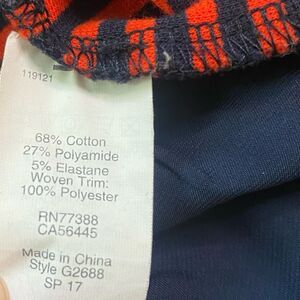 119121
68% Cotton
27% Polyamide
5% Elastane
Woven Trim:
100% Polyester
RN77388
CA56445
Made in China
Style G2688
SP 17